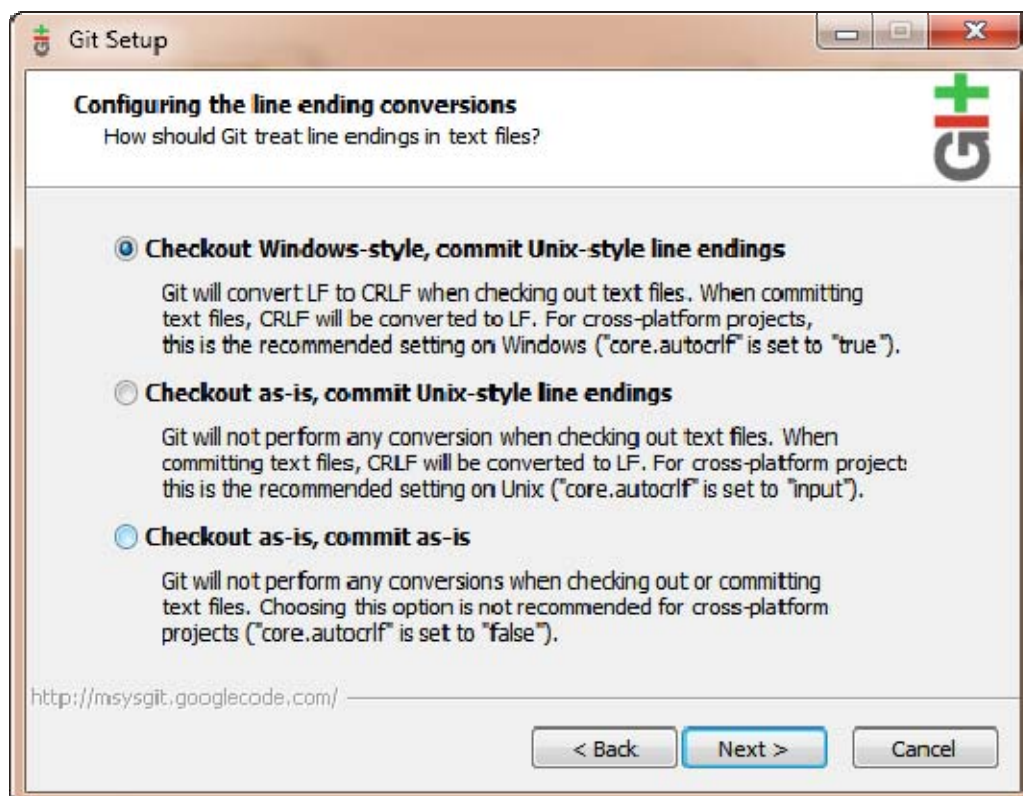 Git Setup
Configuring the line ending conversions
How should Git treat line endings in text files?
GIT
Checkout Windows-style, commit Unix-style line endings
Git will convert LF to CRLF when checking out text files. When committing
text files, CRLF will be converted to LF. For cross-platform projects,
this is the recommended setting on Windows ("core.autocrlf" is set to "true").
Checkout as-is, commit Unix-style line endings
Git will not perform any conversion when checking out text files. When
committing text files, CRLF will be converted to LF. For cross-platform project
this is the recommended setting on Unix ("core.autocrlf" is set to "input").
Checkout as-is, commit as-is
Git will not perform any conversions when checking out or committing
text files. Choosing this option is not recommended for cross-platform
projects ("core.autocrlf" is set to "false").
http://msysgit.googlecode.com/
< Back
Next >
Cancel